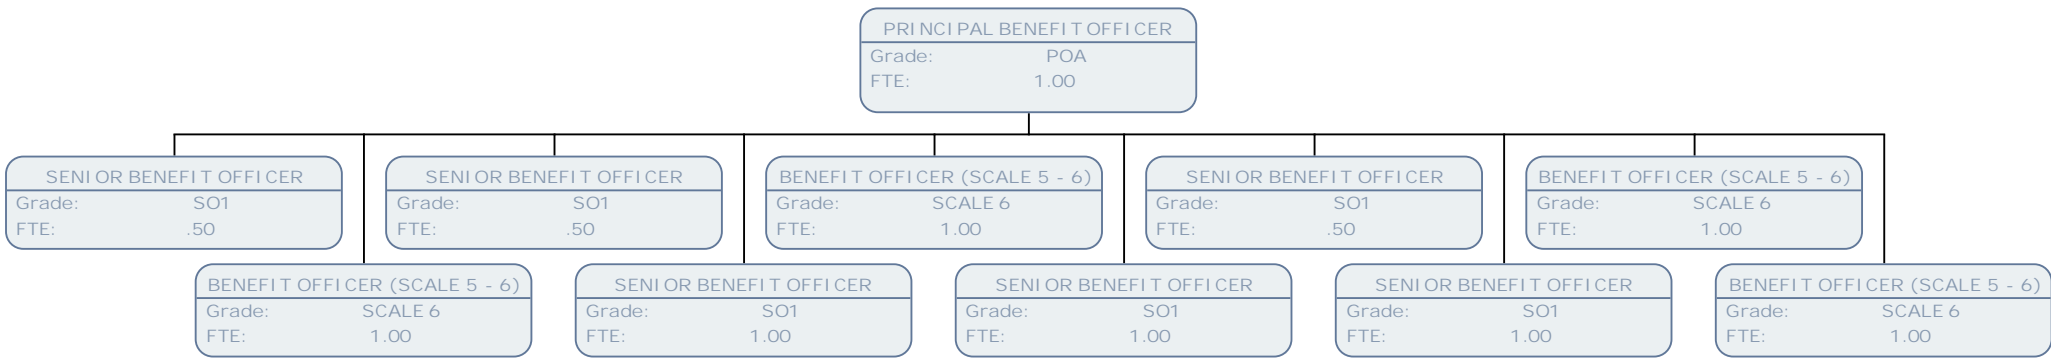 PRINCIPAL BENEFIT OFFICER
Grade: POA
FTE: 1.00
SENIOR BENEFIT OFFICER
Grade: SO1
FTE: .50
SENIOR BENEFIT OFFICER
Grade: SO1
FTE: .50
BENEFIT OFFICER (SCALE 5 - 6)
Grade: SCALE 6
FTE: 1.00
SENIOR BENEFIT OFFICER
Grade: SO1
FTE: .50
BENEFIT OFFICER (SCALE 5 - 6)
Grade: SCALE 6
FTE: 1.00
BENEFIT OFFICER (SCALE 5 - 6)
Grade: SCALE 6
FTE: 1.00
SENIOR BENEFIT OFFICER
Grade: SO1
FTE: 1.00
SENIOR BENEFIT OFFICER
Grade: SO1
FTE: 1.00
SENIOR BENEFIT OFFICER
Grade: SO1
FTE: 1.00
BENEFIT OFFICER (SCALE 5 - 6)
Grade: SCALE 6
FTE: 1.00